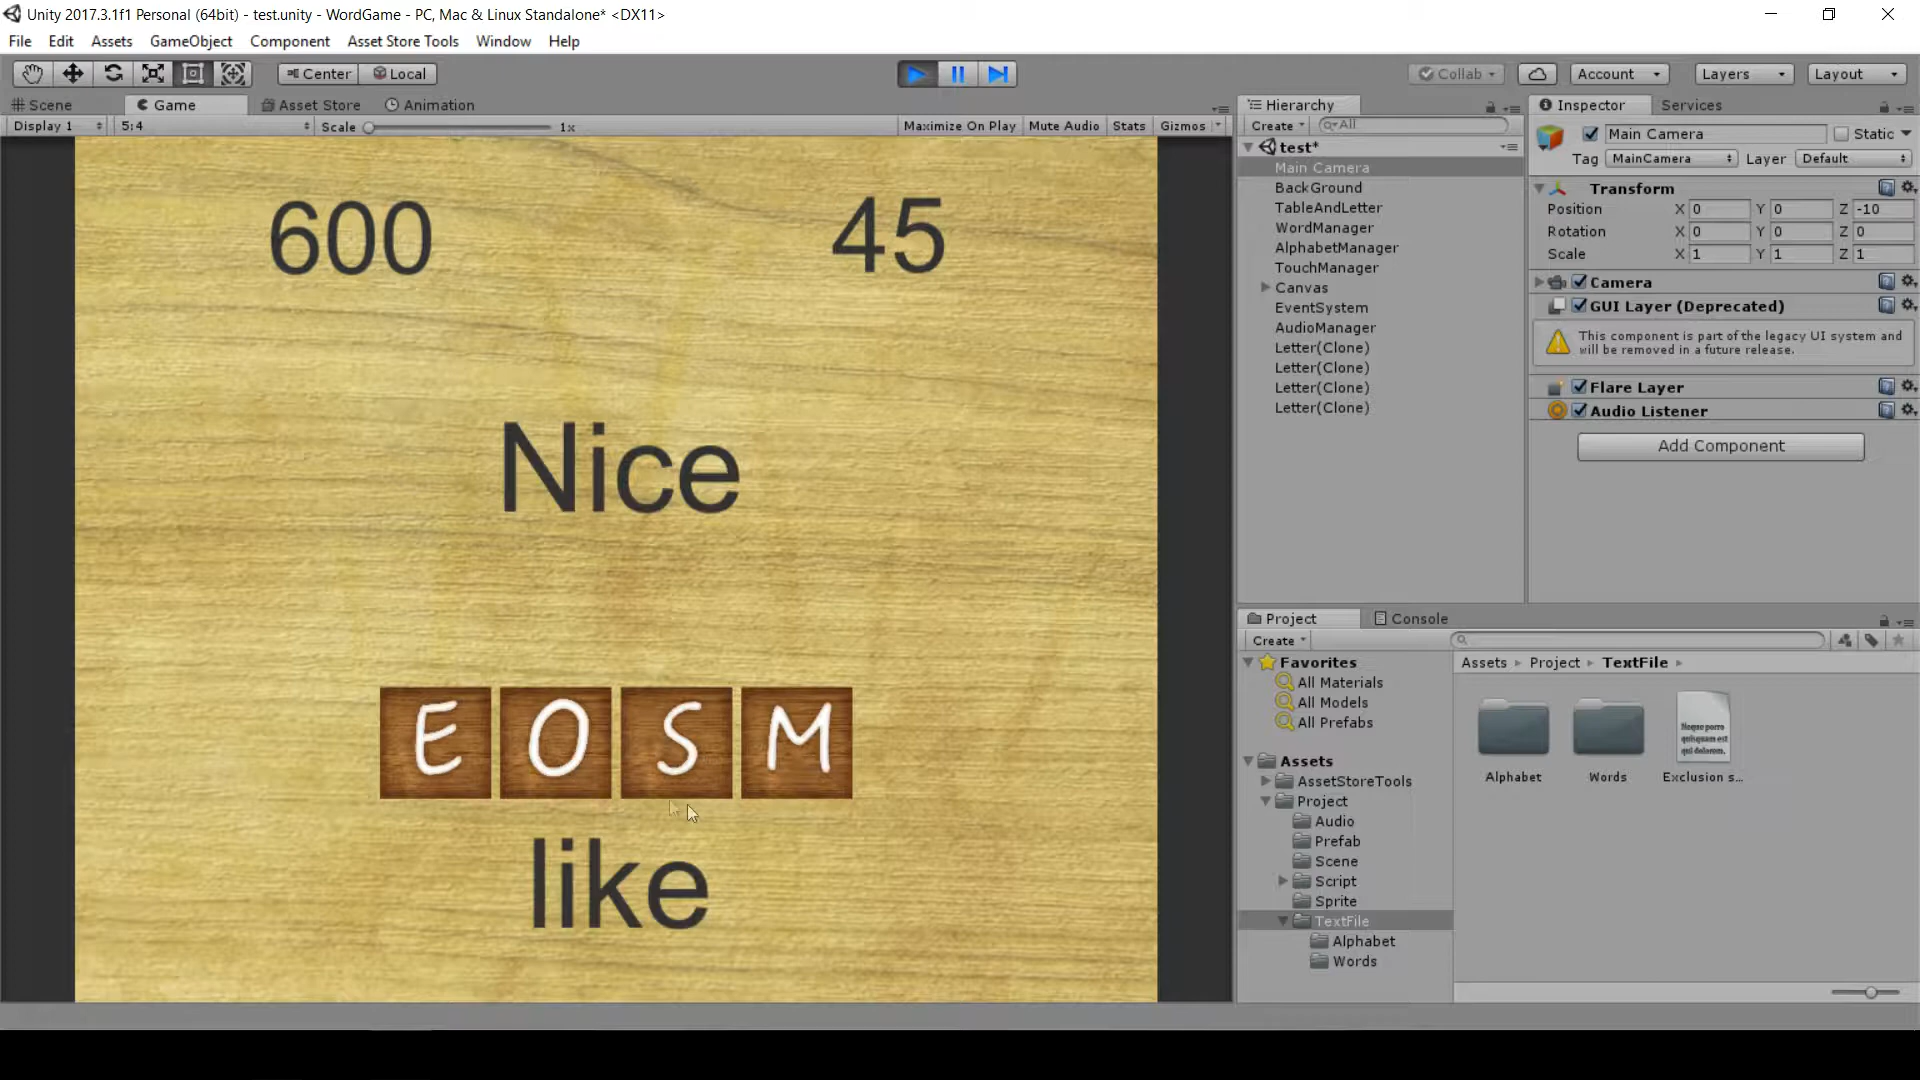 Unity 2017.3.1f1 Personal (64bit) - test.unity - WordGame - PC, Mac & Linux Standalone* <DX11>
File Edit Assets GameObject Component Asset Store Tools Window Help
Center Local Collab Account Layers Layout
Scene Game Asset Store Animation
Display 1 5:4 Scale 1x Maximize On Play Mute Audio Stats Gizmos
600 45
Nice
E O S M
like
Hierarchy
Create All
test*
Main Camera
BackGround
TableAndLetter
WordManager
AlphabetManager
TouchManager
Canvas
EventSystem
AudioManager
Letter(Clone)
Letter(Clone)
Letter(Clone)
Letter(Clone)
Inspector Services
Main Camera Static
Tag MainCamera Layer Default
Transform
Position X 0 Y 0 Z -10
Rotation X 0 Y 0 Z 0
Scale X 1 Y 1 Z 1
Camera
GUI Layer (Deprecated)
This component is part of the legacy UI system and
will be removed in a future release.
Flare Layer
Audio Listener
Add Component
Project Console
Create
Favorites
All Materials
All Models
All Prefabs
Assets
AssetStoreTools
Project
Audio
Prefab
Scene
Script
Sprite
TextFile
Alphabet
Words
Assets Project TextFile
Neque porro
quisquam est
qui dolorem,
Alphabet Words Exclusion s...